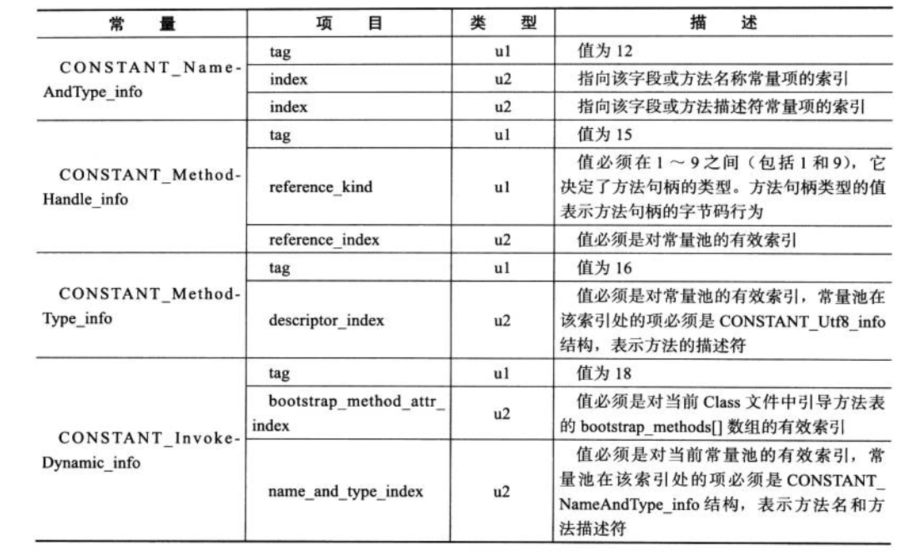 常 量 项 目 类 型 描 述
CONSTANT_Name-
AndType_info
tag u1 值为 12
index u2 指向该字段或方法名称常量项的索引
index u2 指向该字段或方法描述符常量项的索引
CONSTANT_Method-
Handle_info
tag u1 值为 15
reference_kind u1 值必须在 1 ~ 9 之间（包括 1 和 9），它
决定了方法句柄的类型。方法句柄类型的值
表示方法句柄的字节码行为
reference_index u2 值必须是对常量池的有效索引
CONSTANT_Method-
Type_info
tag u1 值为 16
descriptor_index u2 值必须是对常量池的有效索引，常量池在
该索引处的项必须是 CONSTANT_Utf8_info
结构，表示方法的描述符
CONSTANT_Invoke-
Dynamic_info
tag u1 值为 18
bootstrap_method_attr_
index u2 值必须是对当前 Class 文件中引导方法表
的 bootstrap_methods[] 数组的有效索引
name_and_type_index u2 值必须是对当前常量池的有效索引，常
量池在该索引处的项必须是 CONSTANT_
NameAndType_info 结构，表示方法名和方
法描述符